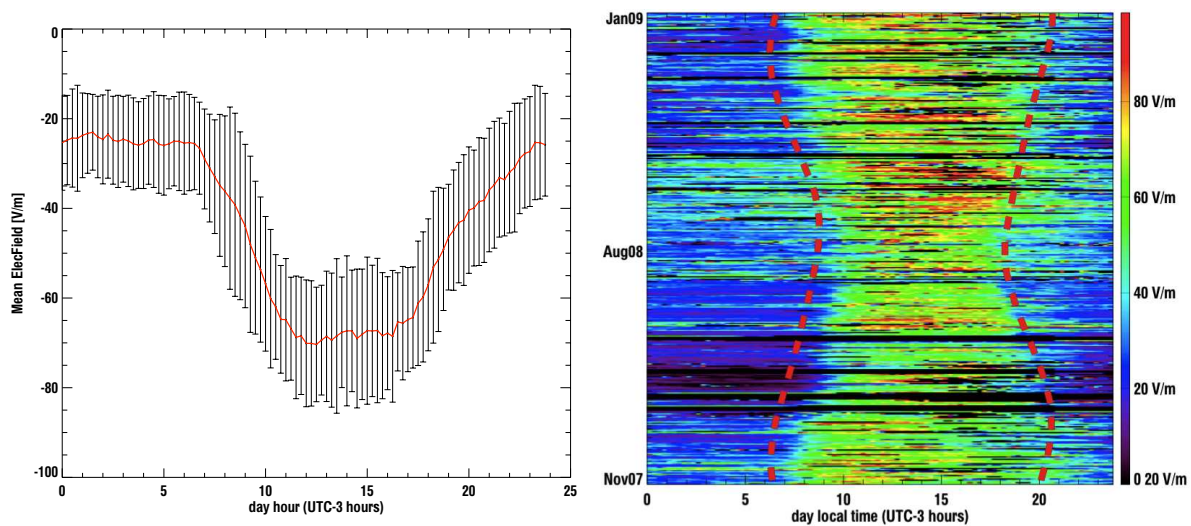 0
-20
-40
-60
-80
-100
Mean ElecField [V/m]
0 5 10 15 20 25
day hour (UTC-3 hours)
Jan09
Aug08
Nov07
0 5 10 15 20
day local time (UTC-3 hours)
80 V/m
60 V/m
40 V/m
20 V/m
0 20 V/m